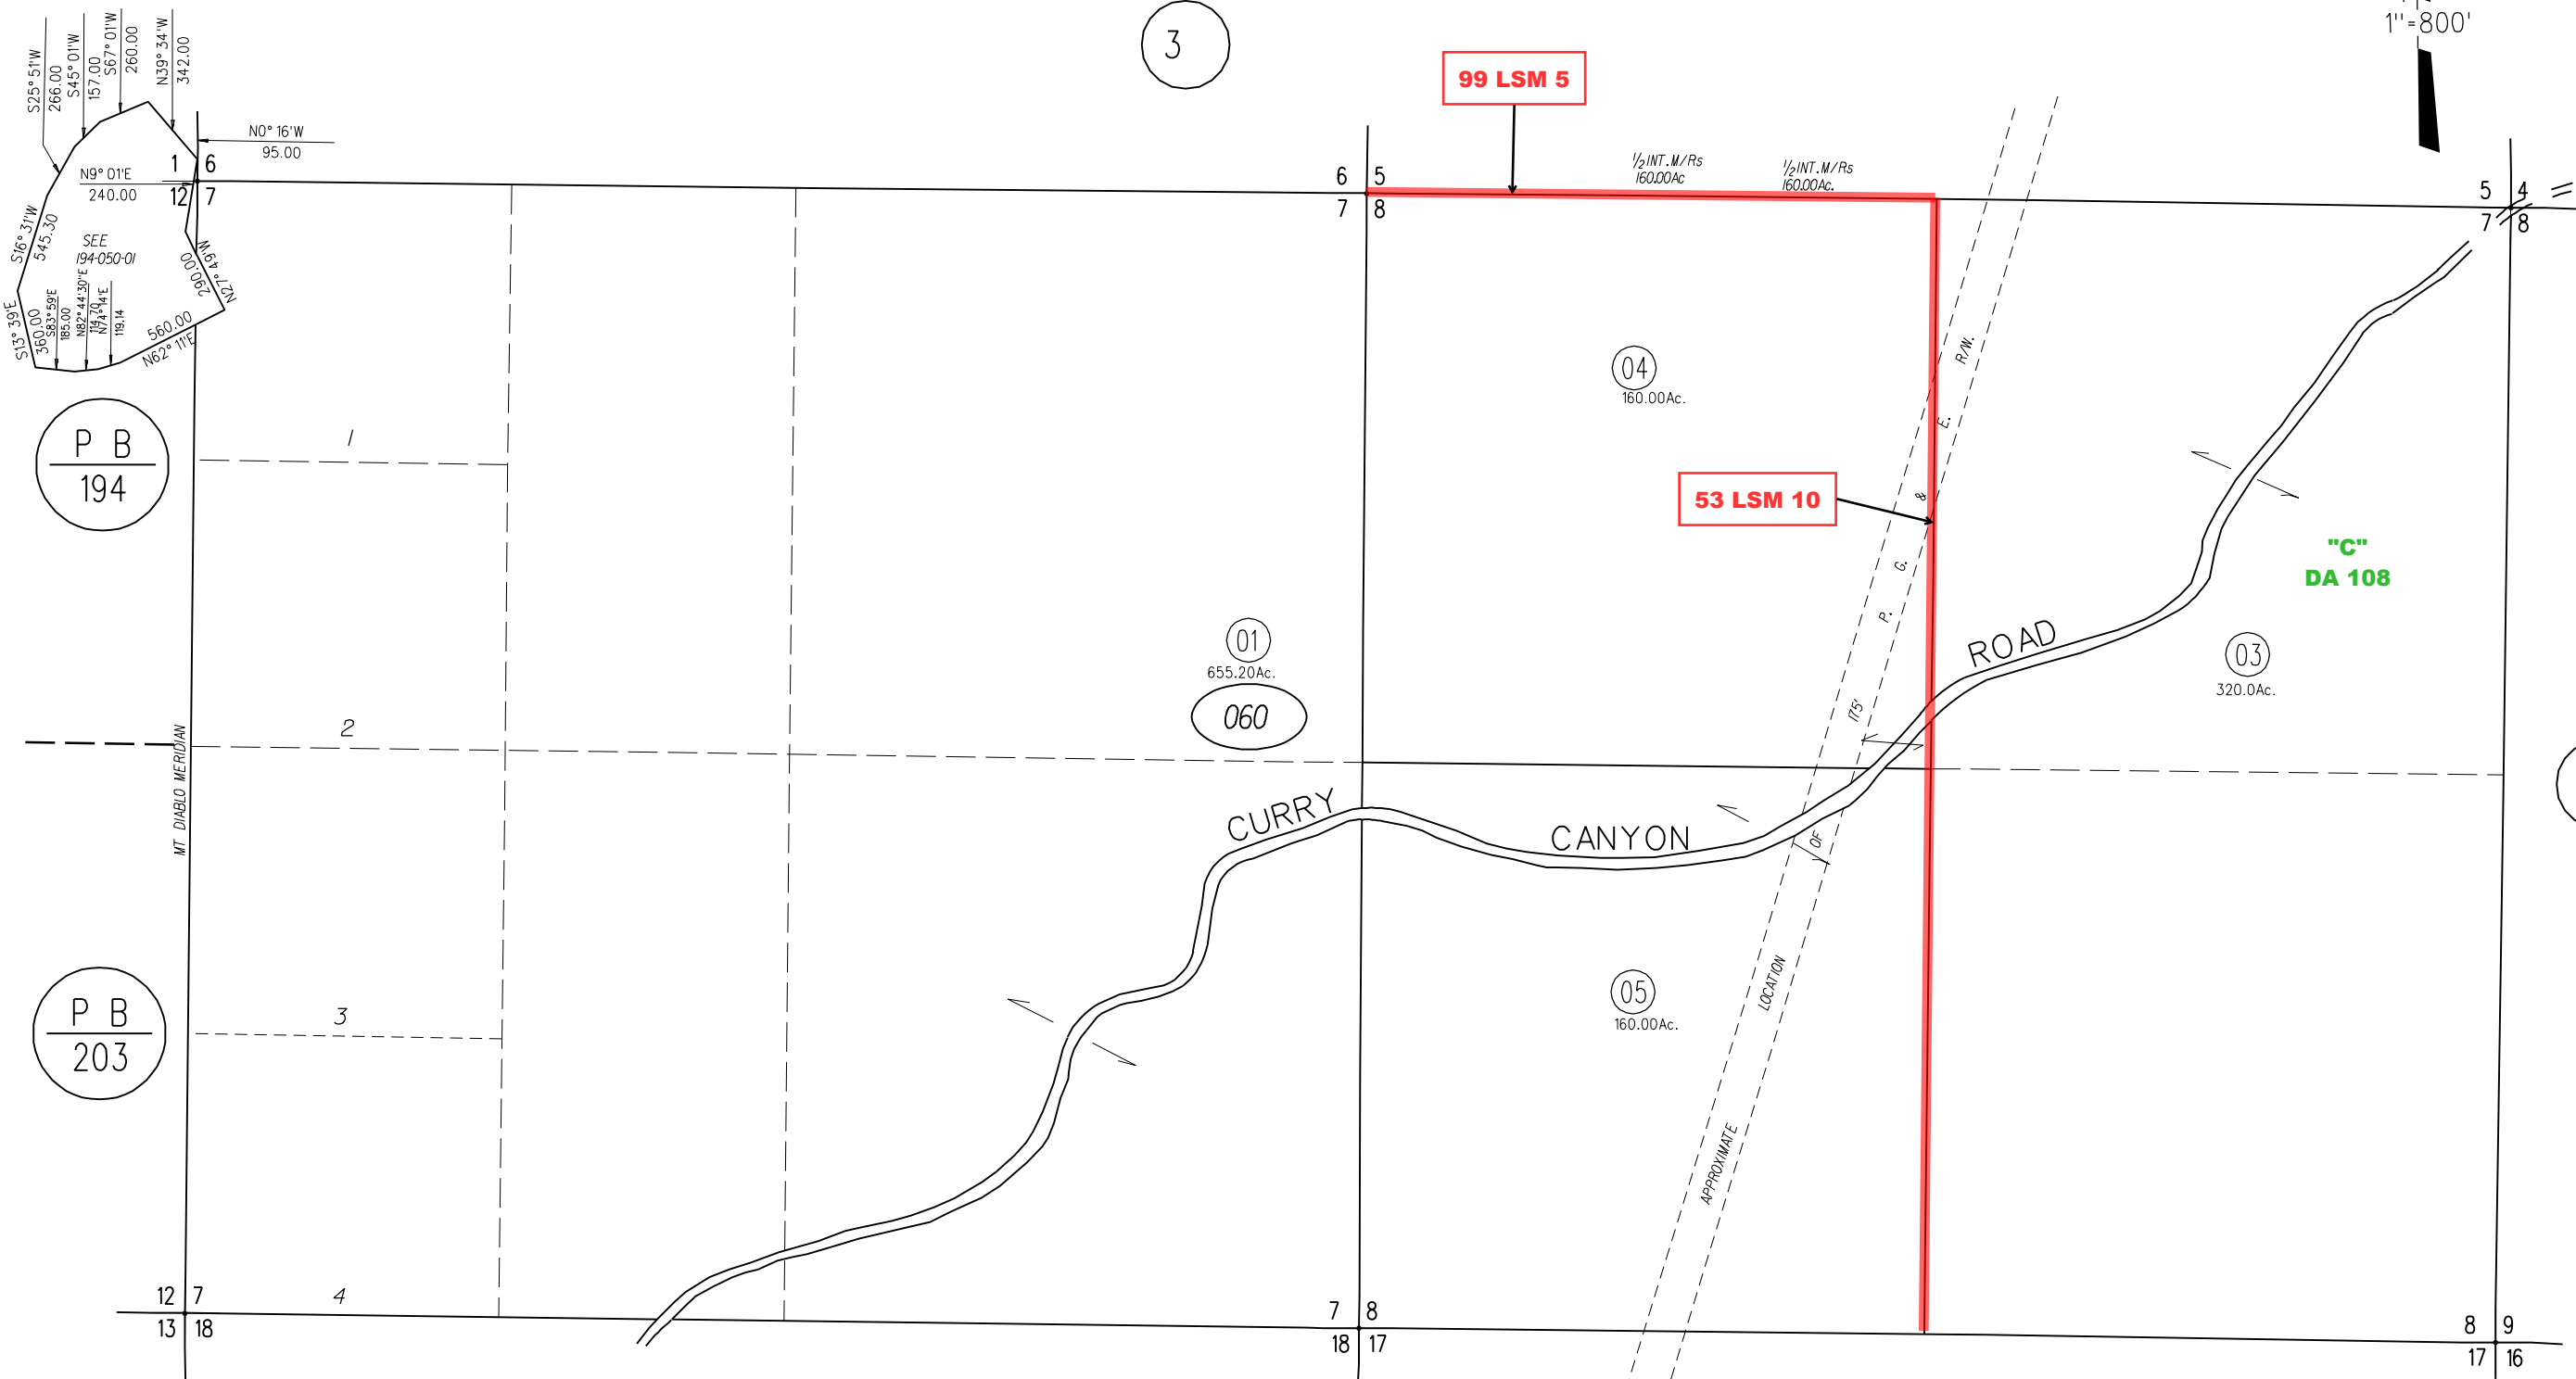 3
1"=800'
99 LSM 5
S25° 51'W
266.00
S45° 01'W
157.00
S67° 01'W
260.00
N39° 34'W
342.00
N0° 16'W
95.00
1 6
12 7
N9° 01'E
240.00
S16° 31'W
545.30
SEE
194-050-01
N27° 49'W
290.00
S13° 39'E
360.00
S83° 59'E
185.00
N82° 44'30"E
114.70
N74° 14'E
119.14
560.00
N62° 11'E
6 5
7 8
1/2 INT. M/Rs
160.00Ac
1/2 INT. M/Rs
160.00Ac.
5 4
7 8
P B
194
1
04
160.00Ac.
R/W.
E.
&
G.
P.
175'
OF
LOCATION
APPROXIMATE
53 LSM 10
"C"
DA 108
01
655.20Ac.
060
ROAD
03
320.0Ac.
2
MT DIABLO MERIDIAN
CURRY
CANYON
P B
203
3
05
160.00Ac.
12 7
13 18
4
7 8
18 17
8 9
17 16